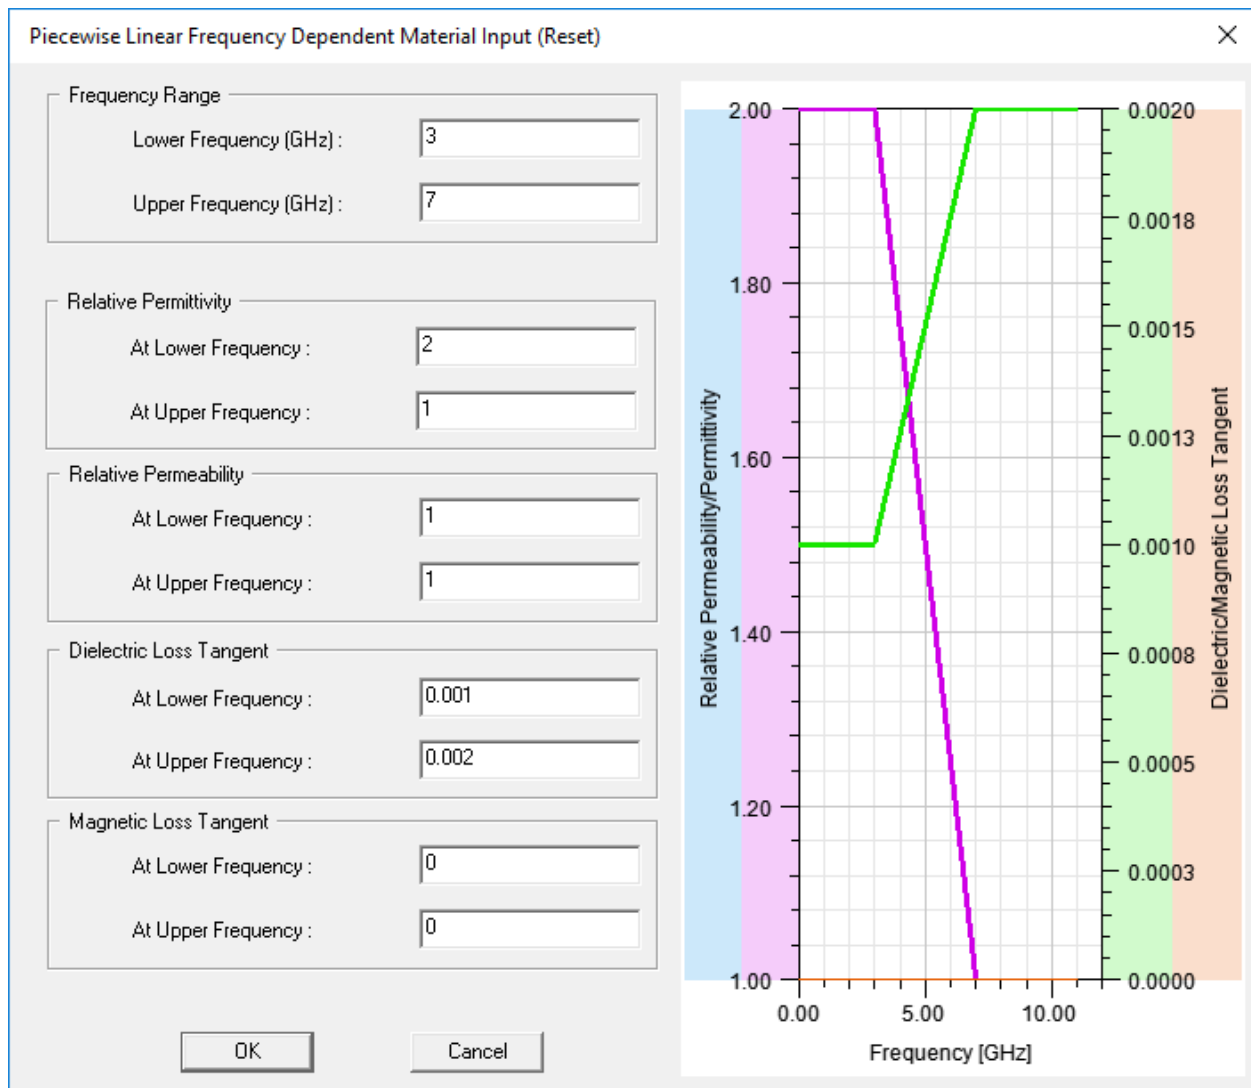 Piecewise Linear Frequency Dependent Material Input (Reset)
Frequency Range
Lower Frequency (GHz) :
3
Upper Frequency (GHz) :
7
Relative Permittivity
At Lower Frequency :
2
At Upper Frequency :
1
Relative Permeability
At Lower Frequency :
1
At Upper Frequency :
1
Dielectric Loss Tangent
At Lower Frequency :
0.001
At Upper Frequency :
0.002
Magnetic Loss Tangent
At Lower Frequency :
0
At Upper Frequency :
0
OK
Cancel
Relative Permeability/Permittivity
2.00
1.80
1.60
1.40
1.20
1.00
0.00
5.00
10.00
Frequency [GHz]
0.0020
0.0018
0.0015
0.0013
0.0010
0.0008
0.0005
0.0003
0.0000
Dielectric/Magnetic Loss Tangent